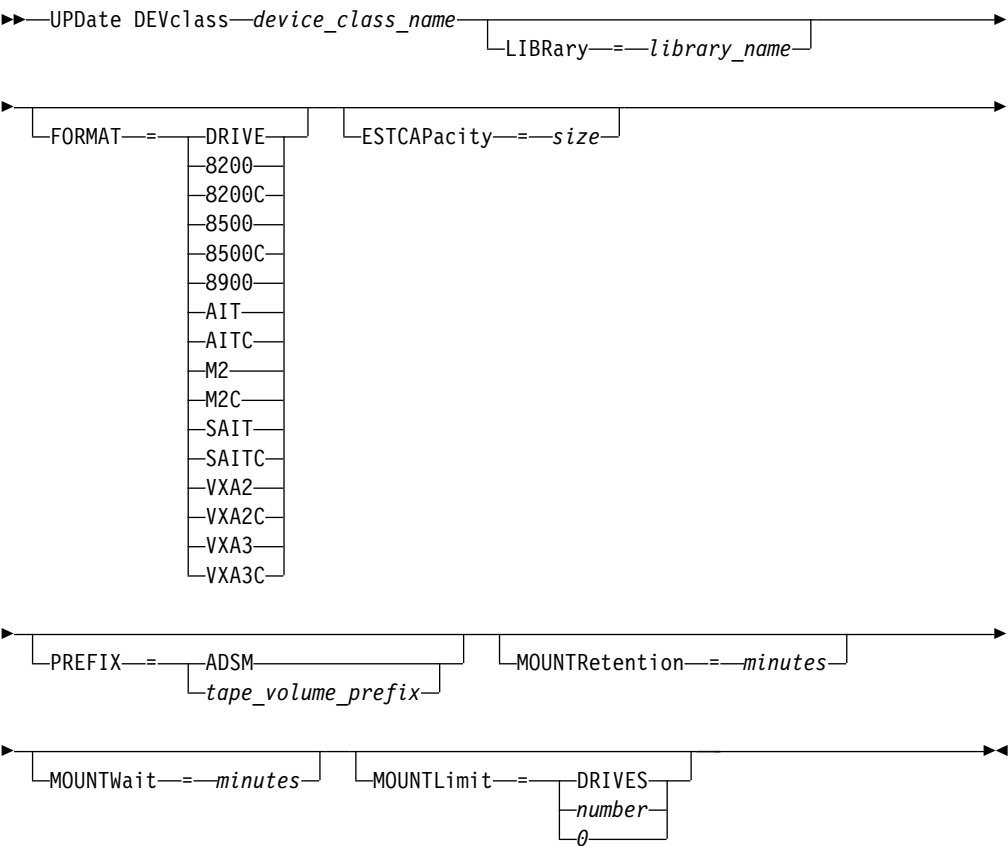 UPDate DEVclass device_class_name
LIBRary = library_name
FORMAT = DRIVE
8200
8200C
8500
8500C
8900
AIT
AITC
M2
M2C
SAIT
SAITC
VXA2
VXA2C
VXA3
VXA3C
ESTCAPacity = size
PREFIX = ADSM
tape_volume_prefix
MOUNTRetention = minutes
MOUNTWait = minutes
MOUNTLimit = DRIVES
number
0